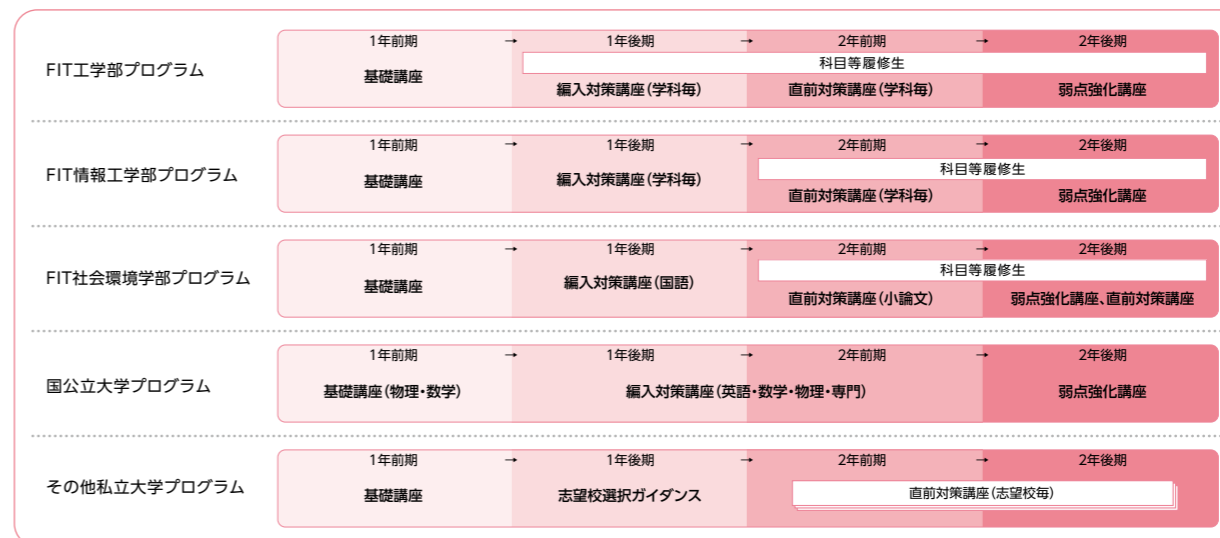 FIT工学部プログラム
1年前期 → 1年後期 → 2年前期 → 2年後期
科目等履修生
基礎講座
編入対策講座(学科毎) 直前対策講座(学科毎) 弱点強化講座
FIT情報工学部プログラム
1年前期 → 1年後期 → 2年前期 → 2年後期
科目等履修生
基礎講座 編入対策講座(学科毎)
直前対策講座(学科毎) 弱点強化講座
FIT社会環境学部プログラム
1年前期 → 1年後期 → 2年前期 → 2年後期
科目等履修生
基礎講座 編入対策講座(国語)
直前対策講座(小論文) 弱点強化講座、直前対策講座
国公立大学プログラム
1年前期 → 1年後期 → 2年前期 → 2年後期
基礎講座(物理・数学) 編入対策講座(英語・数学・物理・専門) 弱点強化講座
その他私立大学プログラム
1年前期 → 1年後期 → 2年前期 → 2年後期
基礎講座 志望校選択ガイダンス 直前対策講座(志望校毎)